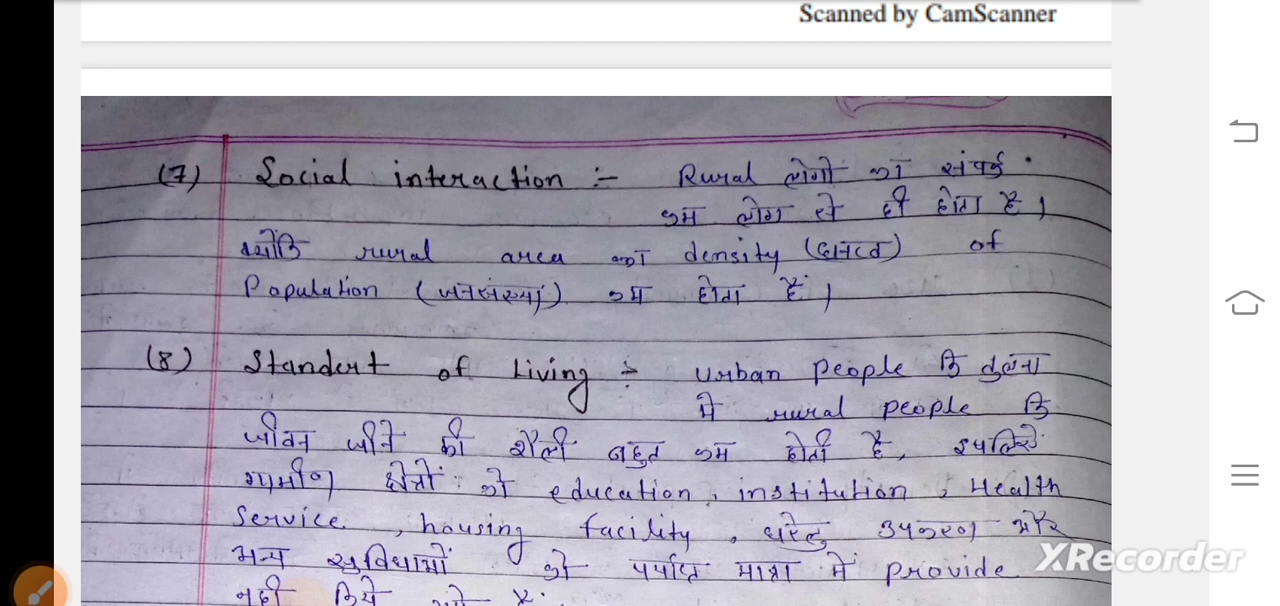 Scanned by CamScanner
(7) Social interaction :- Rural लोगो का संपर्क
कम लोग से ही होता है।
क्योंकि rural area का density (घनत्व) of
Population (जनसंख्या) कम होता है।
(8) Standert of Living :- Urban people कि तुलना
मे rural people कि
जीवन जीने की शैली बहुत कम होती है, इसलिये
ग्रामीण क्षेत्रों को education, institution, Health
Service, housing facility, घरेलु उपकरण और
अन्य सुविधाओं को पर्याप्त मात्रा में provide
नही किये
XRecorder